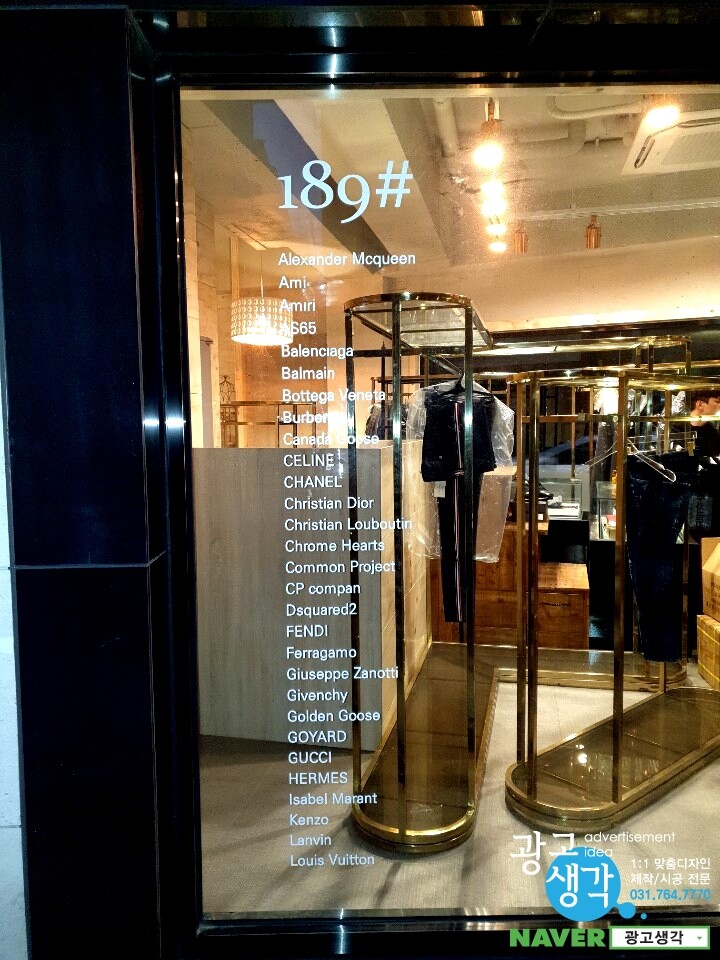 189#
Alexander Mcqueen
Ami
Amiri
AS65
Balenciaga
Balmain
Bottega Veneta
Burberry
Canada Goose
CELINE
CHANEL
Christian Dior
Christian Louboutin
Chrome Hearts
Common Project
CP compan
Dsquared2
FENDI
Ferragamo
Giuseppe Zanotti
Givenchy
Golden Goose
GOYARD
GUCCI
HERMES
Isabel Marant
Kenzo
Lanvin
Louis Vuitton
광고생각
advertisement
idea
1:1 맞춤디자인
제작/시공 전문
031.764.7770
NAVER 광고생각